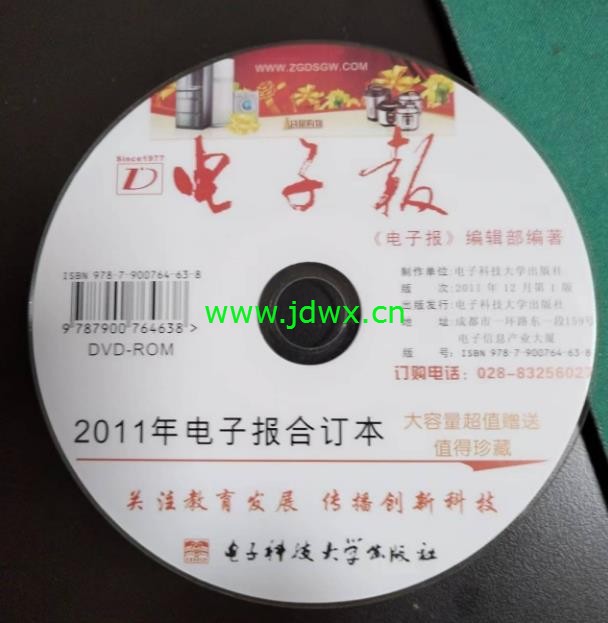 WWW.ZGDSGW.COM
Since1977
电子报
《电子报》编辑部编著
ISBN 978-7-900764-63-8
9 787900 764638 >
DVD-ROM
制作单位:电子科技大学出版社
版 次:2011 年 12 月第 1 版
出版发行:电子科技大学出版社
地 址:成都市一环路东一段159号
电子信息产业大厦
版 号:ISBN 978-7-900764-63-8
订购电话:028-83256027
www.jdwx.cn
2011年电子报合订本
大容量超值赠送
值得珍藏
关注教育发展 传播创新科技
电子科技大学出版社